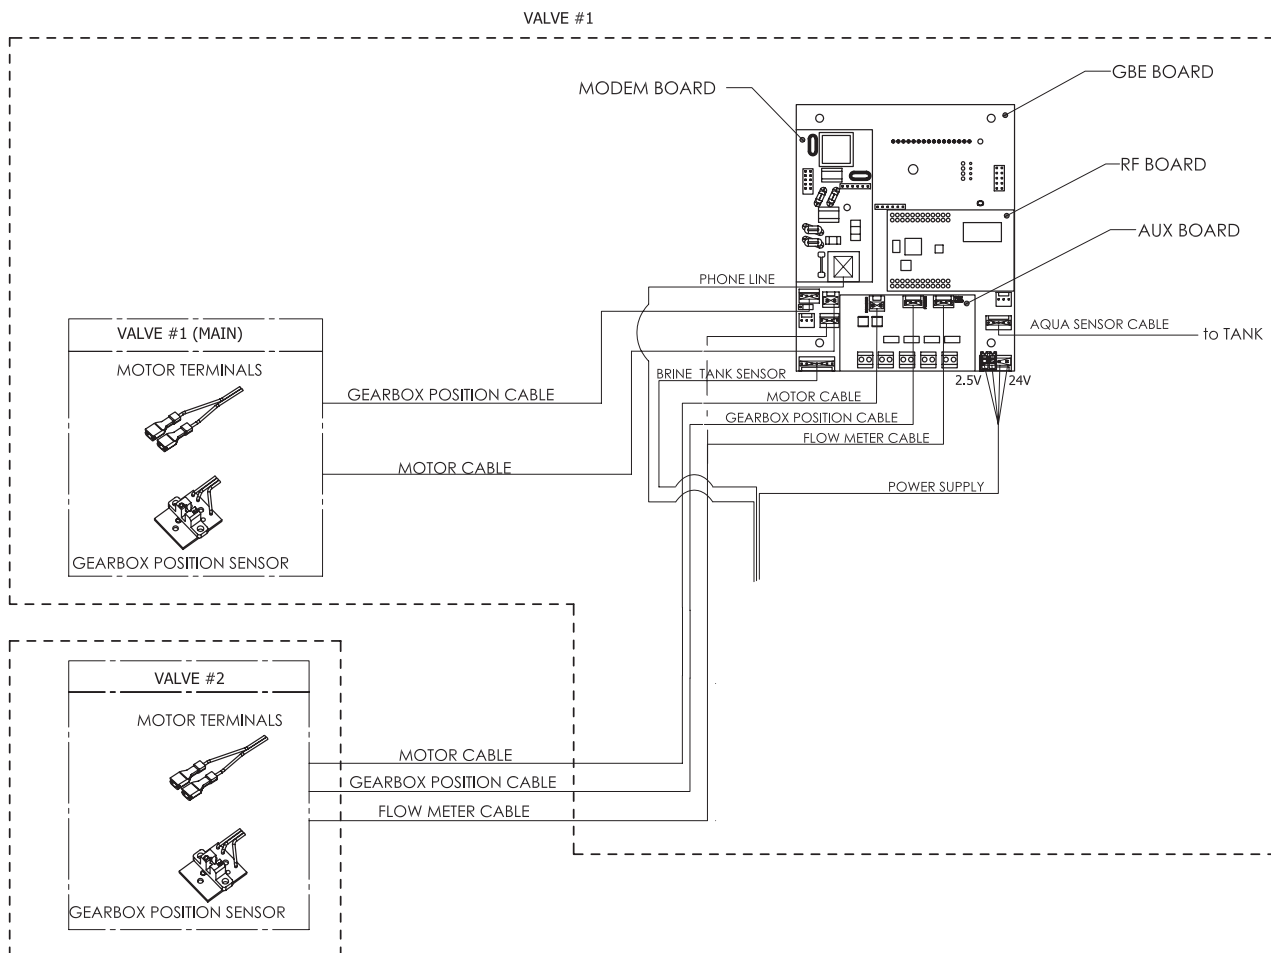 VALVE #1
GBE BOARD
MODEM BOARD
RF BOARD
AUX BOARD
PHONE LINE
AQUA SENSOR CABLE
to TANK
VALVE #1 (MAIN)
MOTOR TERMINALS
BRINE TANK SENSOR
2.5V
24V
GEARBOX POSITION CABLE
MOTOR CABLE
GEARBOX POSITION CABLE
FLOW METER CABLE
MOTOR CABLE
POWER SUPPLY
GEARBOX POSITION SENSOR
VALVE #2
MOTOR TERMINALS
MOTOR CABLE
GEARBOX POSITION CABLE
FLOW METER CABLE
GEARBOX POSITION SENSOR